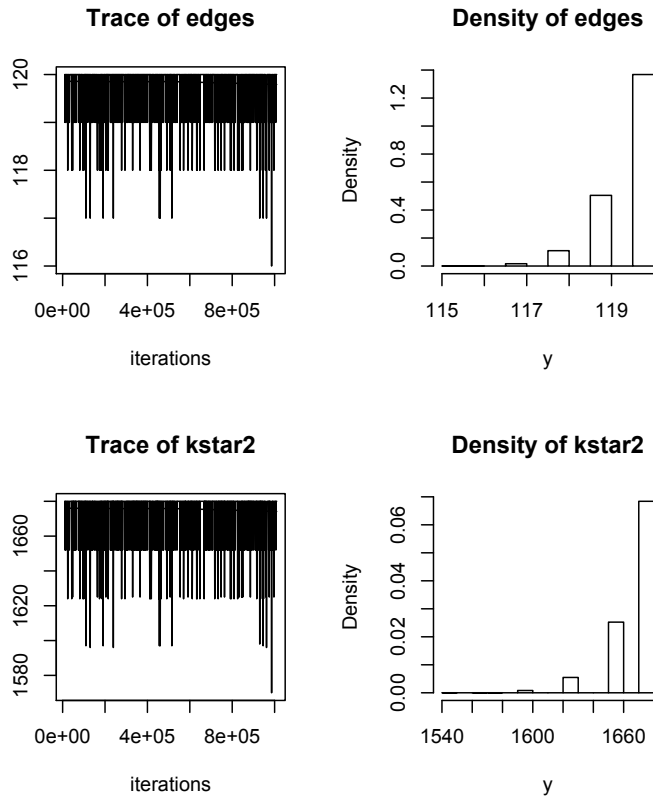 Trace of edges
120
118
116
0e+00 4e+05 8e+05
iterations
Density of edges
Density
1.2
0.8
0.4
0.0
115 117 119
y
Trace of kstar2
1660
1620
1580
0e+00 4e+05 8e+05
iterations
Density of kstar2
Density
0.06
0.04
0.02
0.00
1540 1600 1660
y